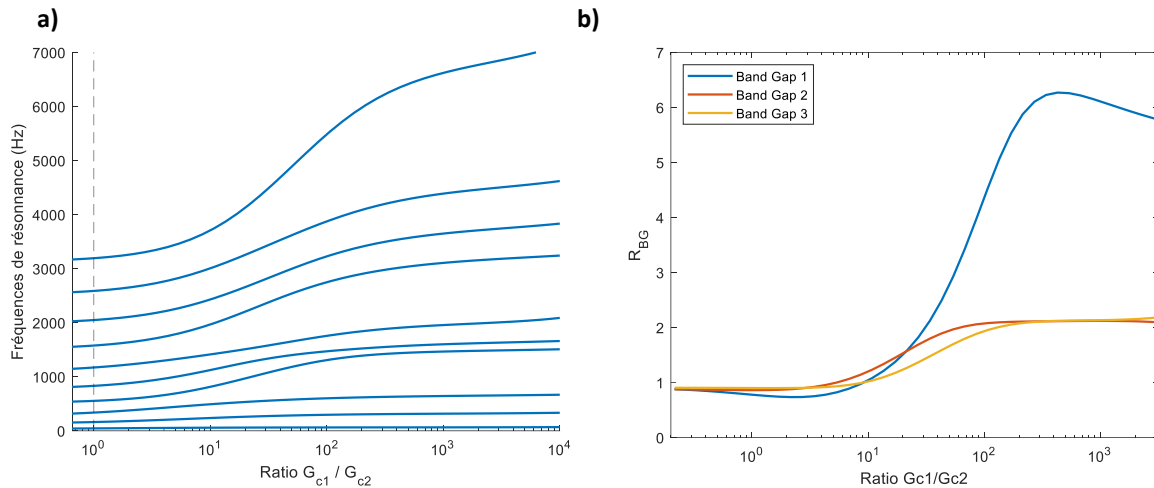 a)
7000
6000
5000
4000
3000
2000
1000
0
Fréquences de résonnance (Hz)
10^0
10^1
10^2
10^3
10^4
Ratio G_c1 / G_c2
b)
7
6
5
4
3
2
1
0
R_BG
Band Gap 1
Band Gap 2
Band Gap 3
10^0
10^1
10^2
10^3
Ratio Gc1/Gc2